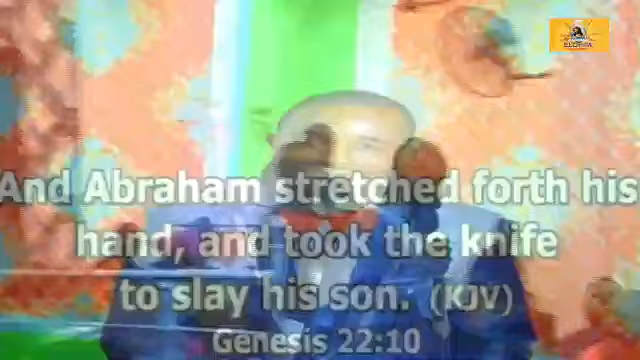 And Abraham stretched forth his
hand, and took the knife
to slay his son. (KJV)
Genesis 22:10